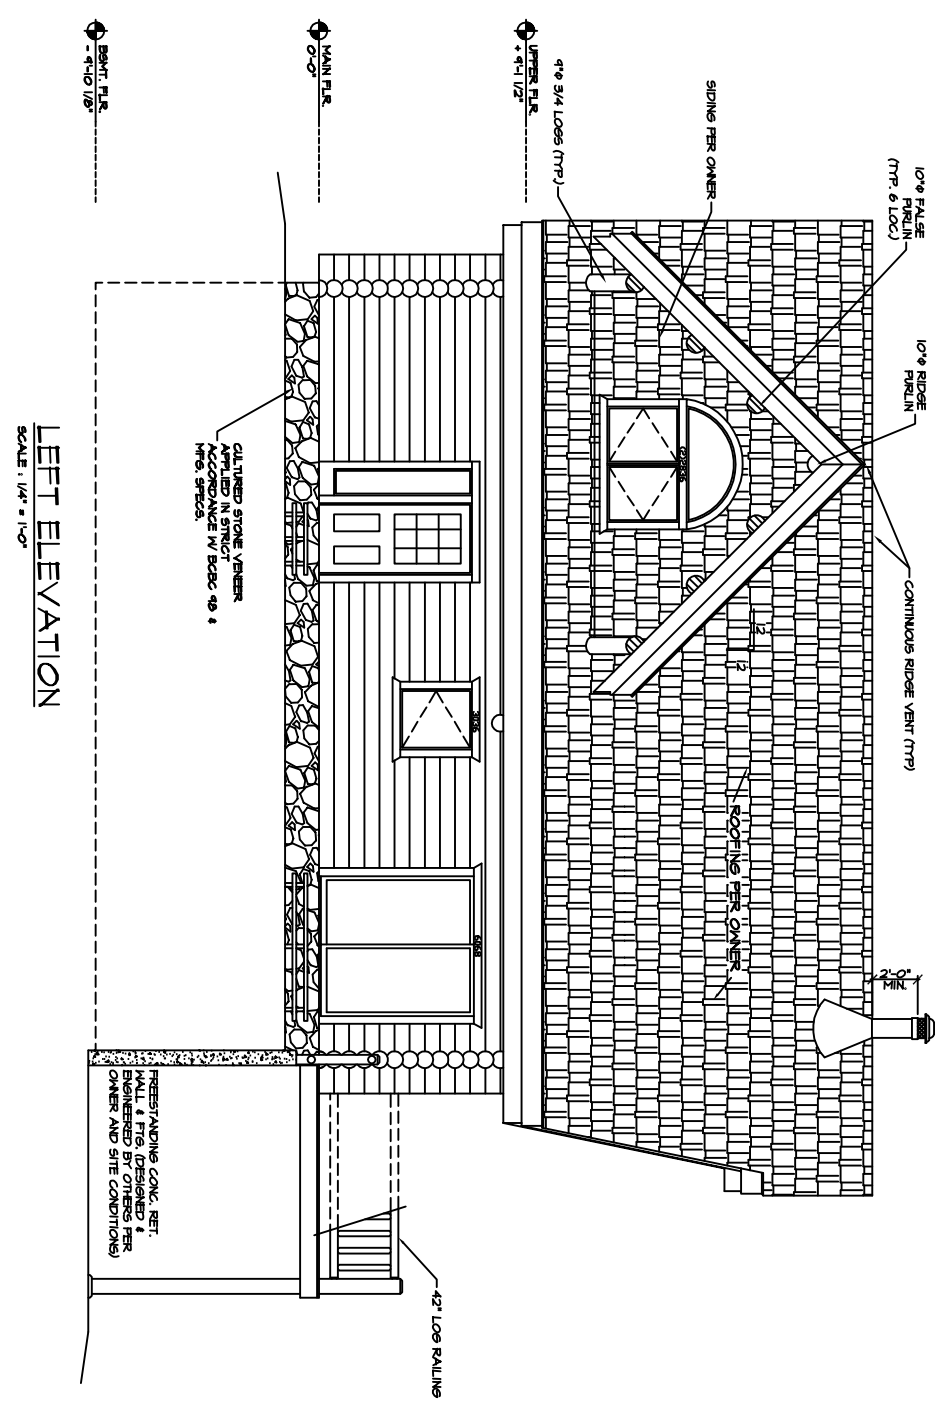 10"Φ FALSE
PURLIN
(TYP. 6 LOC.)
10"Φ RIDGE
PURLIN
CONTINUOUS RIDGE VENT (TYP)
2'-0"
MIN.
SIDING PER OWNER
12
12
ROOFING PER OWNER
9"Φ 3/4 LOGS (TYP.)
UPPER FLR.
+ 9'-1 1/2"
3036
6068
MAIN FLR.
0'-0"
42" LOG RAILING
CULTURED STONE VENEER
APPLIED IN STRICT
ACCORDANCE W/ BCBC 9B &
MFG. SPECS.
BSMT. FLR.
- 9'-10 1/8"
FREESTANDING CONC. RET.
WALL & FTG. (DESIGNED &
ENGINEERED BY OTHERS PER
OWNER AND SITE CONDITIONS)
LEFT ELEVATION
SCALE : 1/4" = 1'-0"